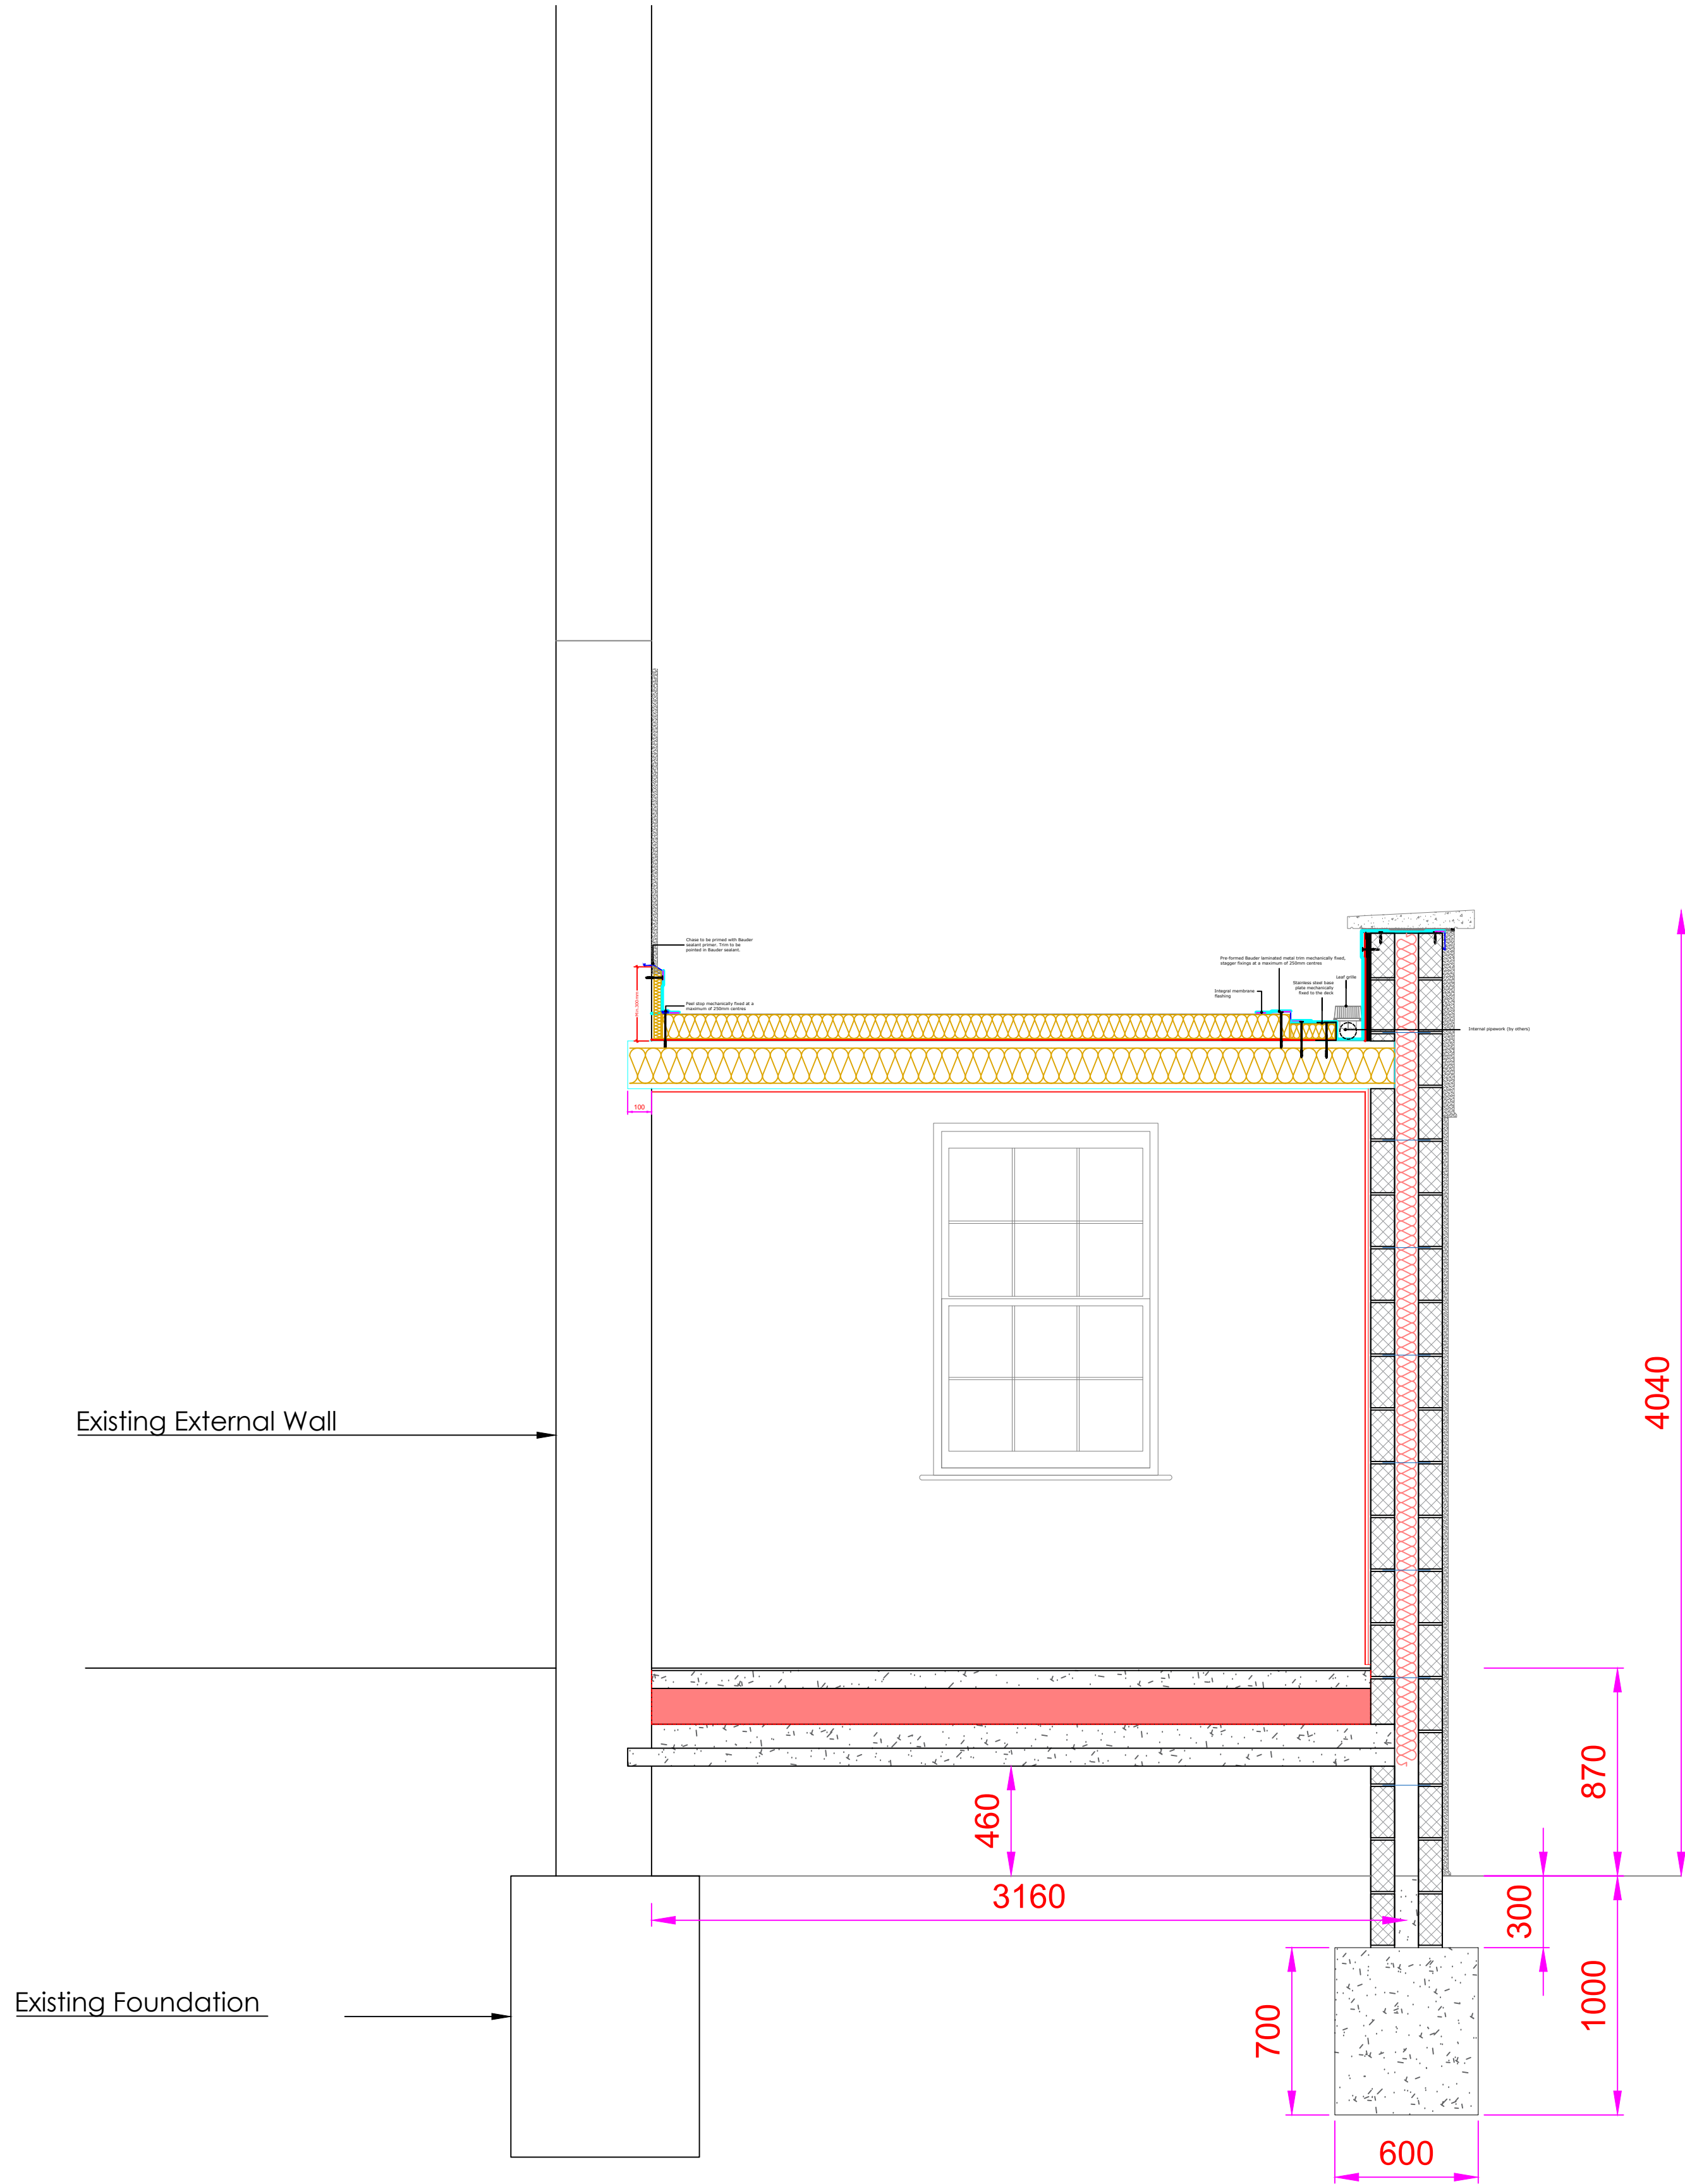 Chase to be primed with Bauder
sealant primer. Trim to be
pointed in Bauder sealant.
Pre-formed Bauder laminated metal trim mechanically fixed,
stagger fixings at a maximum of 250mm centres
Leaf grille
Stainless steel base
plate mechanically
fixed to the deck
Integral membrane
flashing
Peel stop mechanically fixed at a
maximum of 250mm centres
Internal pipework (by others)
100
4040
Existing External Wall
870
460
3160
300
Existing Foundation
1000
700
600